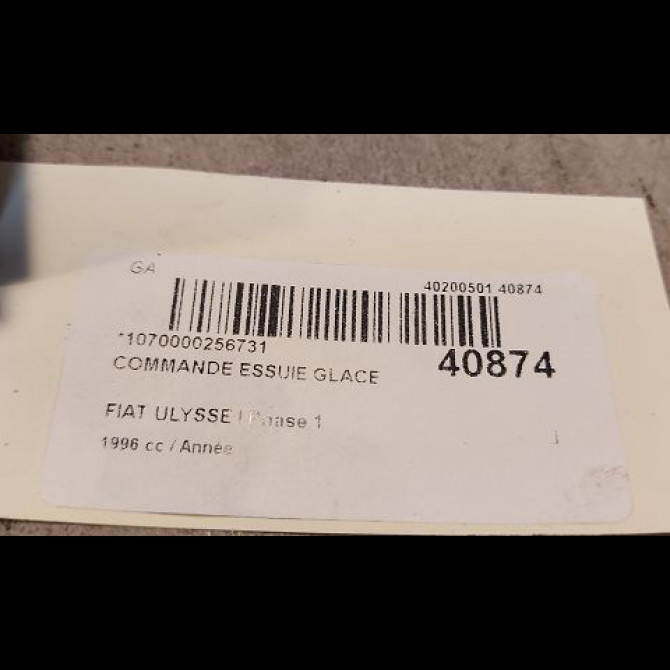 GA
40200501 40874
*1070000256731
40874
COMMANDE ESSUIE GLACE
FIAT ULYSSE I Phase 1
1996 cc / Année